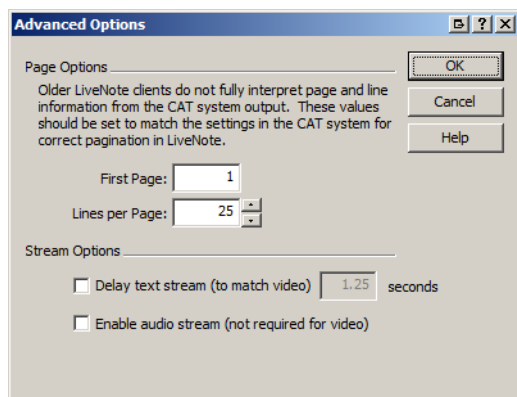 Advanced Options
Page Options
OK
Older LiveNote clients do not fully interpret page and line
information from the CAT system output. These values
should be set to match the settings in the CAT system for
correct pagination in LiveNote.
Cancel
Help
First Page: 1
Lines per Page: 25
Stream Options
Delay text stream (to match video) 1.25 seconds
Enable audio stream (not required for video)